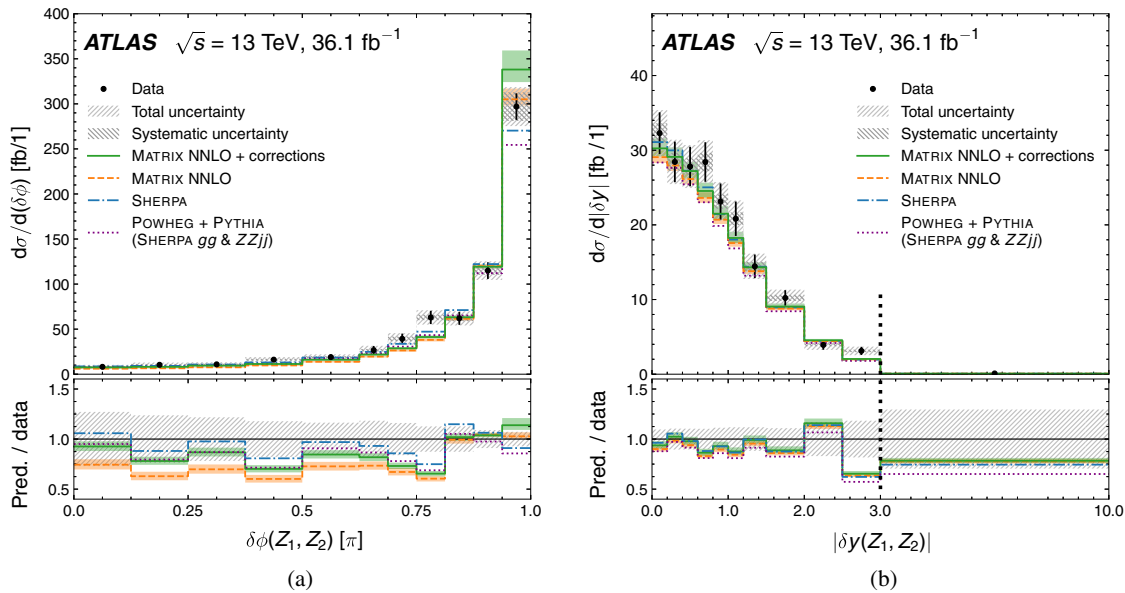 ATLAS √s = 13 TeV, 36.1 fb⁻¹
Data
Total uncertainty
Systematic uncertainty
MATRIX NNLO + corrections
MATRIX NNLO
SHERPA
POWHEG + PYTHIA
(SHERPA gg & ZZjj)
dσ/d(δϕ) [fb/1]
400
350
300
250
200
150
100
50
0
Pred. / data
1.5
1.0
0.5
0.0 0.25 0.5 0.75 1.0
δϕ(Z₁, Z₂) [π]
(a)
ATLAS √s = 13 TeV, 36.1 fb⁻¹
Data
Total uncertainty
Systematic uncertainty
MATRIX NNLO + corrections
MATRIX NNLO
SHERPA
POWHEG + PYTHIA
(SHERPA gg & ZZjj)
dσ/d|δy| [fb /1]
40
30
20
10
0
Pred. / data
1.5
1.0
0.5
0.0 1.0 2.0 3.0 10.0
|δy(Z₁, Z₂)|
(b)